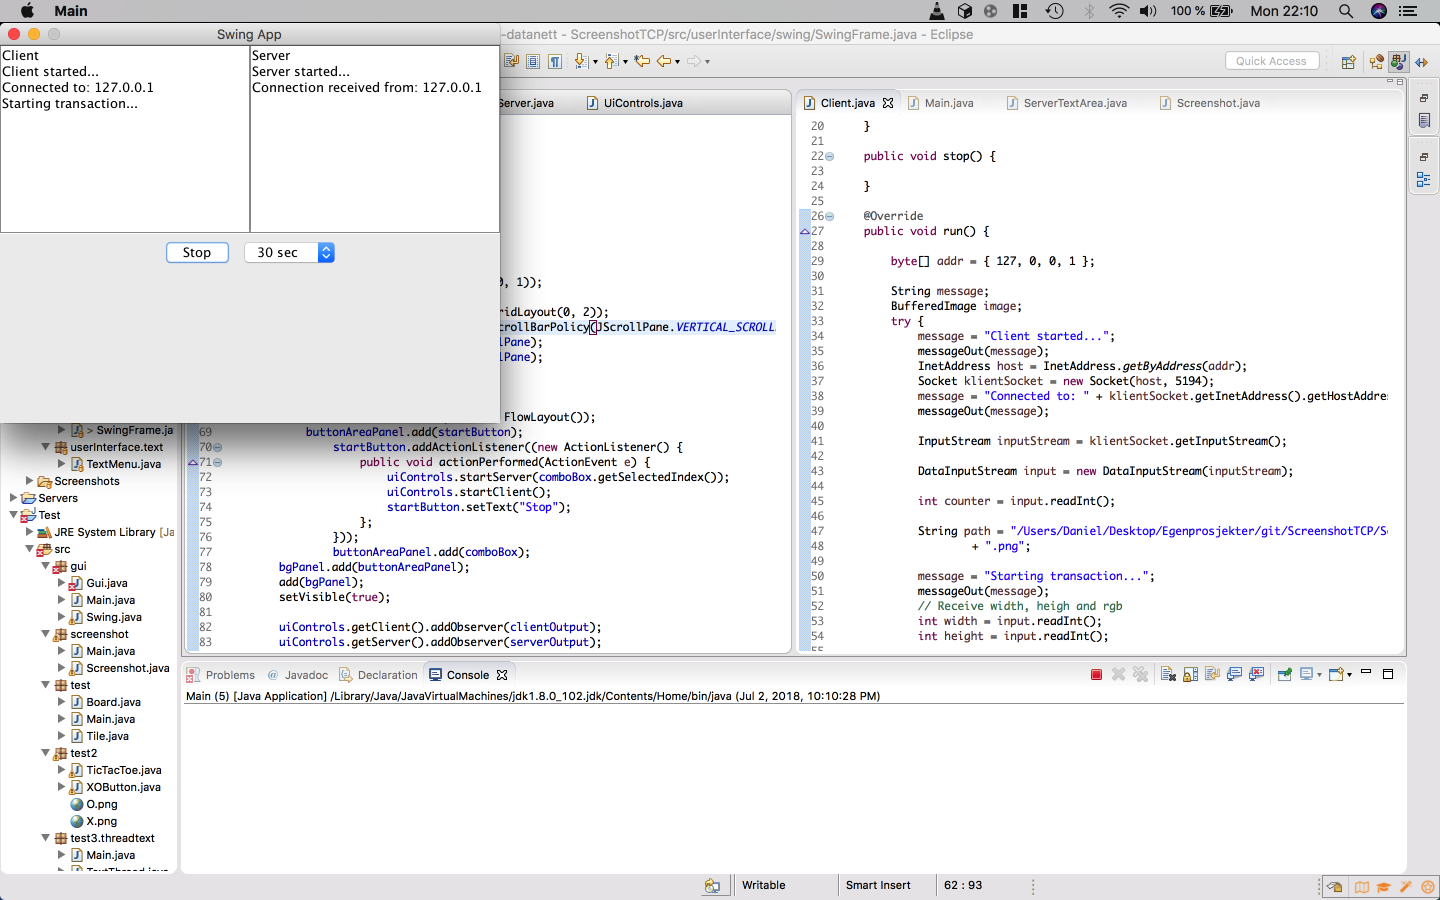 Main
100 %
Mon 22:10
Swing App
-datanett - ScreenshotTCP/src/userInterface/swing/SwingFrame.java - Eclipse
Client
Client started...
Connected to: 127.0.0.1
Starting transaction...
Server
Server started...
Connection received from: 127.0.0.1
Stop
30 sec
Quick Access
Server.java
UiControls.java
, 1));
ridLayout(0, 2));
crollBarPolicy(JScrollPane.VERTICAL_SCROLL
lPane);
lPane);
FlowLayout());
69 buttonAreaPanel.add(startButton);
70 startButton.addActionListener((new ActionListener() {
71 public void actionPerformed(ActionEvent e) {
72 uiControls.startServer(comboBox.getSelectedIndex());
73 uiControls.startClient();
74 startButton.setText("Stop");
75 };
76 }));
77 buttonAreaPanel.add(comboBox);
78 bgPanel.add(buttonAreaPanel);
79 add(bgPanel);
80 setVisible(true);
81
82 uiControls.getClient().addObserver(clientOutput);
83 uiControls.getServer().addObserver(serverOutput);
Client.java
Main.java
ServerTextArea.java
Screenshot.java
20 }
21
22 public void stop() {
23
24 }
25
26 @Override
27 public void run() {
28
29 byte[] addr = { 127, 0, 0, 1 };
30
31 String message;
32 BufferedImage image;
33 try {
34 message = "Client started...";
35 messageOut(message);
36 InetAddress host = InetAddress.getByAddress(addr);
37 Socket klientSocket = new Socket(host, 5194);
38 message = "Connected to: " + klientSocket.getInetAddress().getHostAddre
39 messageOut(message);
40
41 InputStream inputStream = klientSocket.getInputStream();
42
43 DataInputStream input = new DataInputStream(inputStream);
44
45 int counter = input.readInt();
46
47 String path = "/Users/Daniel/Desktop/Egenprosjekter/git/ScreenshotTCP/S
48 + ".png";
49
50 message = "Starting transaction...";
51 messageOut(message);
52 // Receive width, heigh and rgb
53 int width = input.readInt();
54 int height = input.readInt();
55
> SwingFrame.ja
userInterface.text
TextMenu.java
Screenshots
Servers
Test
JRE System Library [Ja
src
gui
Gui.java
Main.java
Swing.java
screenshot
Main.java
Screenshot.java
test
Board.java
Main.java
Tile.java
test2
TicTacToe.java
XOButton.java
O.png
X.png
test3.threadtext
Main.java
TextThread.java
Problems
Javadoc
Declaration
Console
Main (5) [Java Application] /Library/Java/JavaVirtualMachines/jdk1.8.0_102.jdk/Contents/Home/bin/java (Jul 2, 2018, 10:10:28 PM)
Writable
Smart Insert
62 : 93